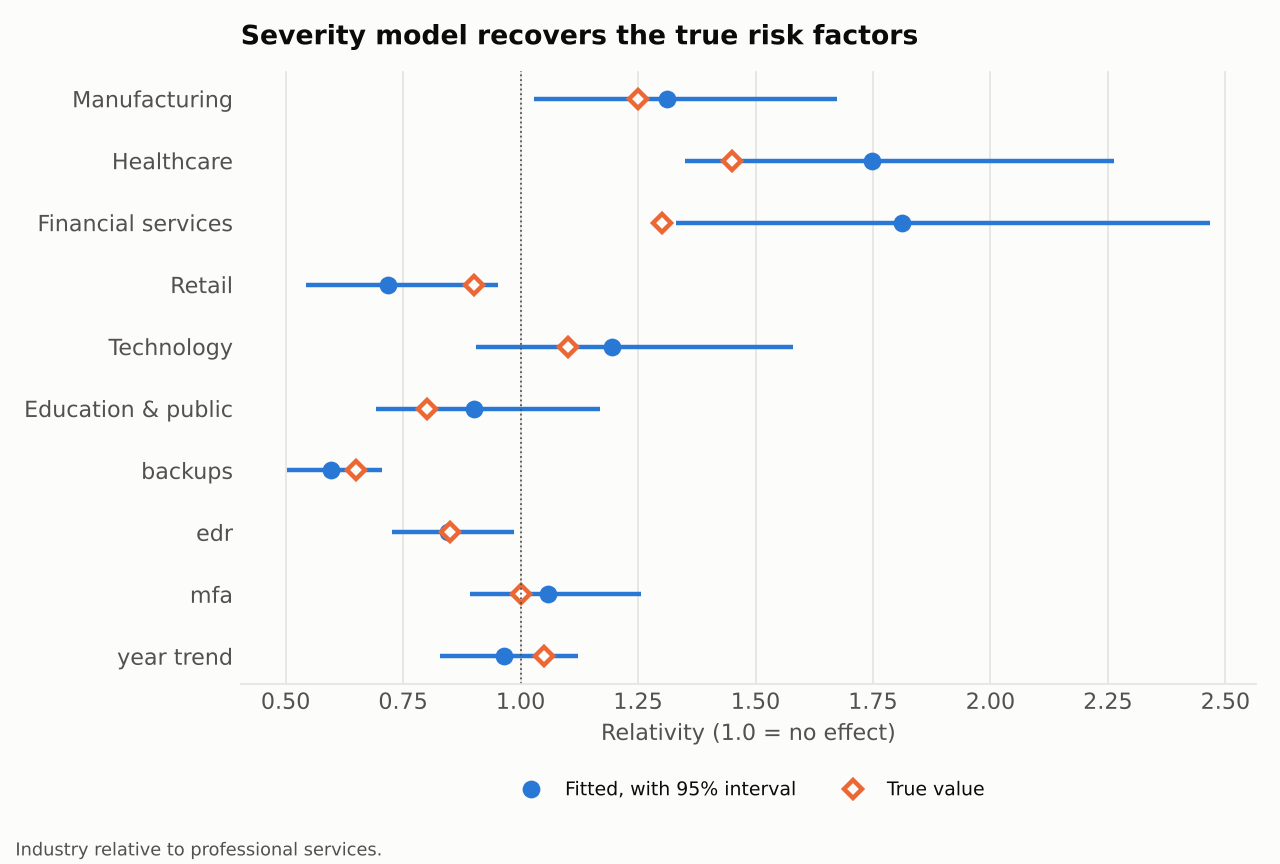 Severity model recovers the true risk factors
Manufacturing
Healthcare
Financial services
Retail
Technology
Education & public
backups
edr
mfa
year trend
0.50 0.75 1.00 1.25 1.50 1.75 2.00 2.25 2.50
Relativity (1.0 = no effect)
Fitted, with 95% interval True value
Industry relative to professional services.